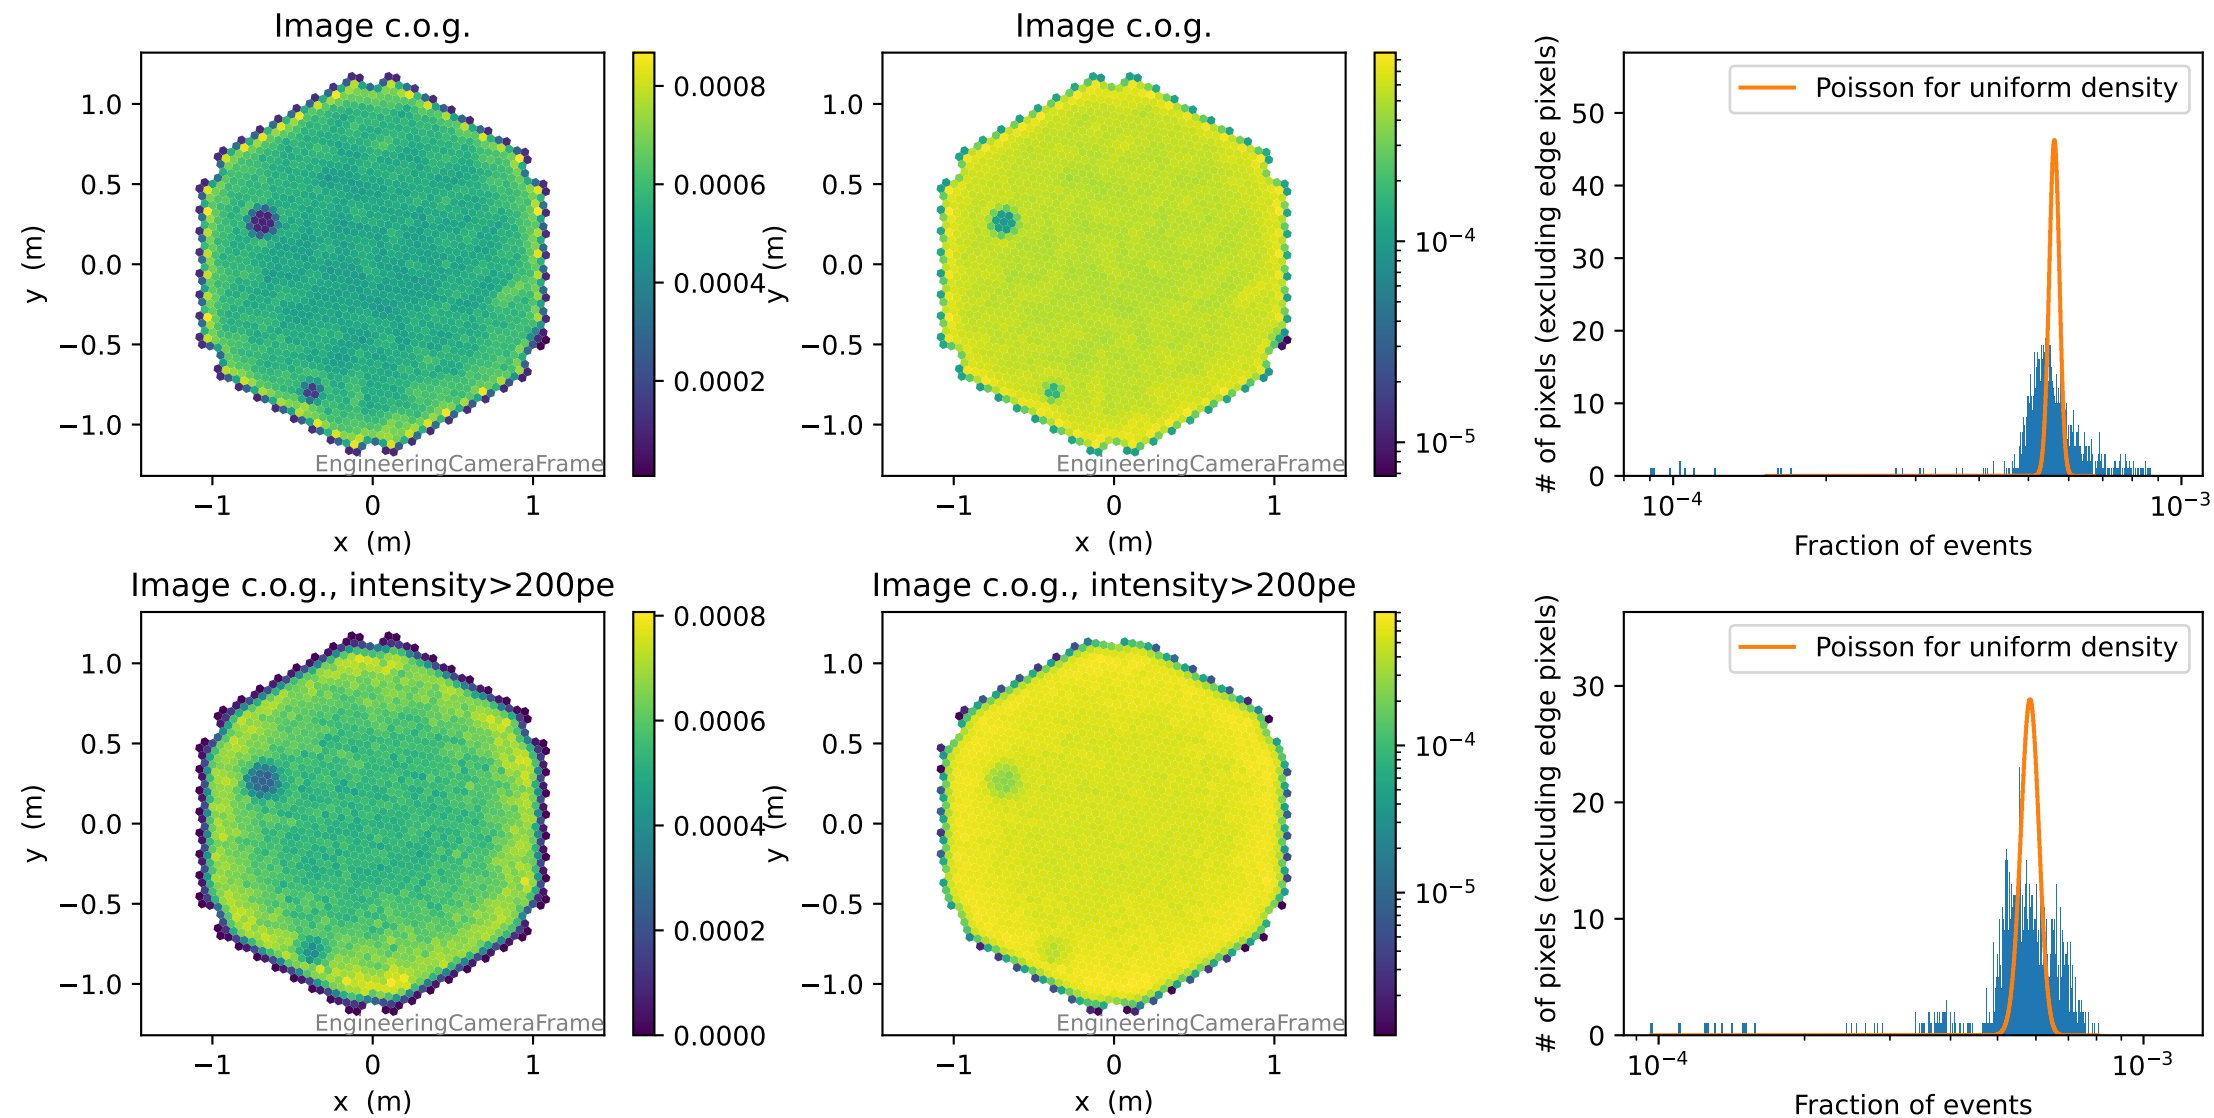 Image c.o.g.
1.0
0.5
0.0
−0.5
−1.0
y (m)
−1
0
1
x (m)
EngineeringCameraFrame
0.0008
0.0006
0.0004
0.0002
Image c.o.g.
1.0
0.5
0.0
−0.5
−1.0
y (m)
−1
0
1
x (m)
EngineeringCameraFrame
10⁻⁴
10⁻⁵
# of pixels (excluding edge pixels)
50
40
30
20
10
0
Poisson for uniform density
10⁻⁴
10⁻³
Fraction of events
Image c.o.g., intensity>200pe
1.0
0.5
0.0
−0.5
−1.0
y (m)
−1
0
1
x (m)
EngineeringCameraFrame
0.0008
0.0006
0.0004
0.0002
0.0000
Image c.o.g., intensity>200pe
1.0
0.5
0.0
−0.5
−1.0
y (m)
−1
0
1
x (m)
EngineeringCameraFrame
10⁻⁴
10⁻⁵
# of pixels (excluding edge pixels)
30
20
10
0
Poisson for uniform density
10⁻⁴
10⁻³
Fraction of events